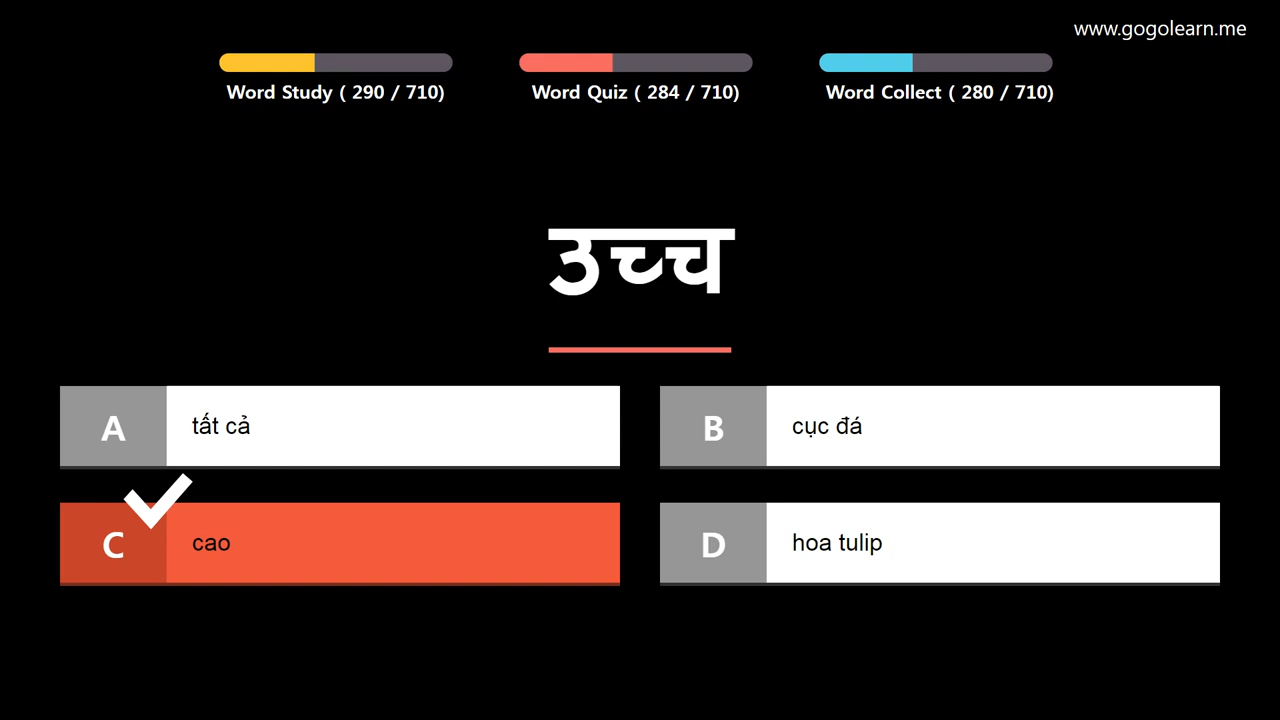 www.gogolearn.me
Word Study ( 290 / 710)
Word Quiz ( 284 / 710)
Word Collect ( 280 / 710)
उच्च
A
tất cả
B
cục đá
C
cao
D
hoa tulip